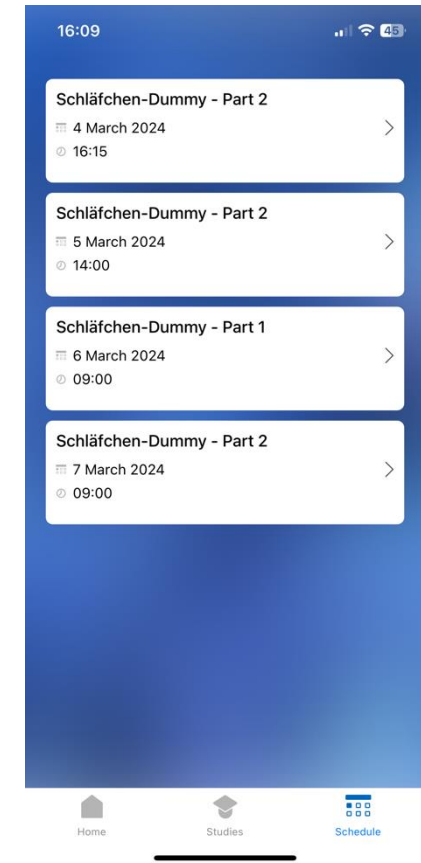 16:09
45
Schläfchen-Dummy - Part 2
4 March 2024
16:15
Schläfchen-Dummy - Part 2
5 March 2024
14:00
Schläfchen-Dummy - Part 1
6 March 2024
09:00
Schläfchen-Dummy - Part 2
7 March 2024
09:00
Home
Studies
Schedule